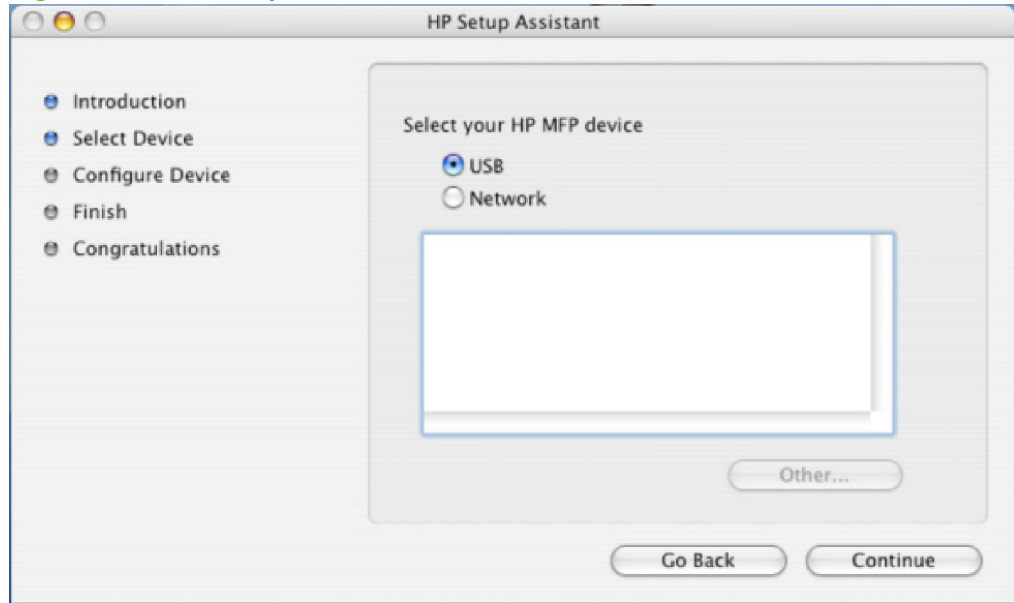 HP Setup Assistant
Introduction
Select Device
Configure Device
Finish
Congratulations
Select your HP MFP device
USB
Network
Other...
Go Back
Continue